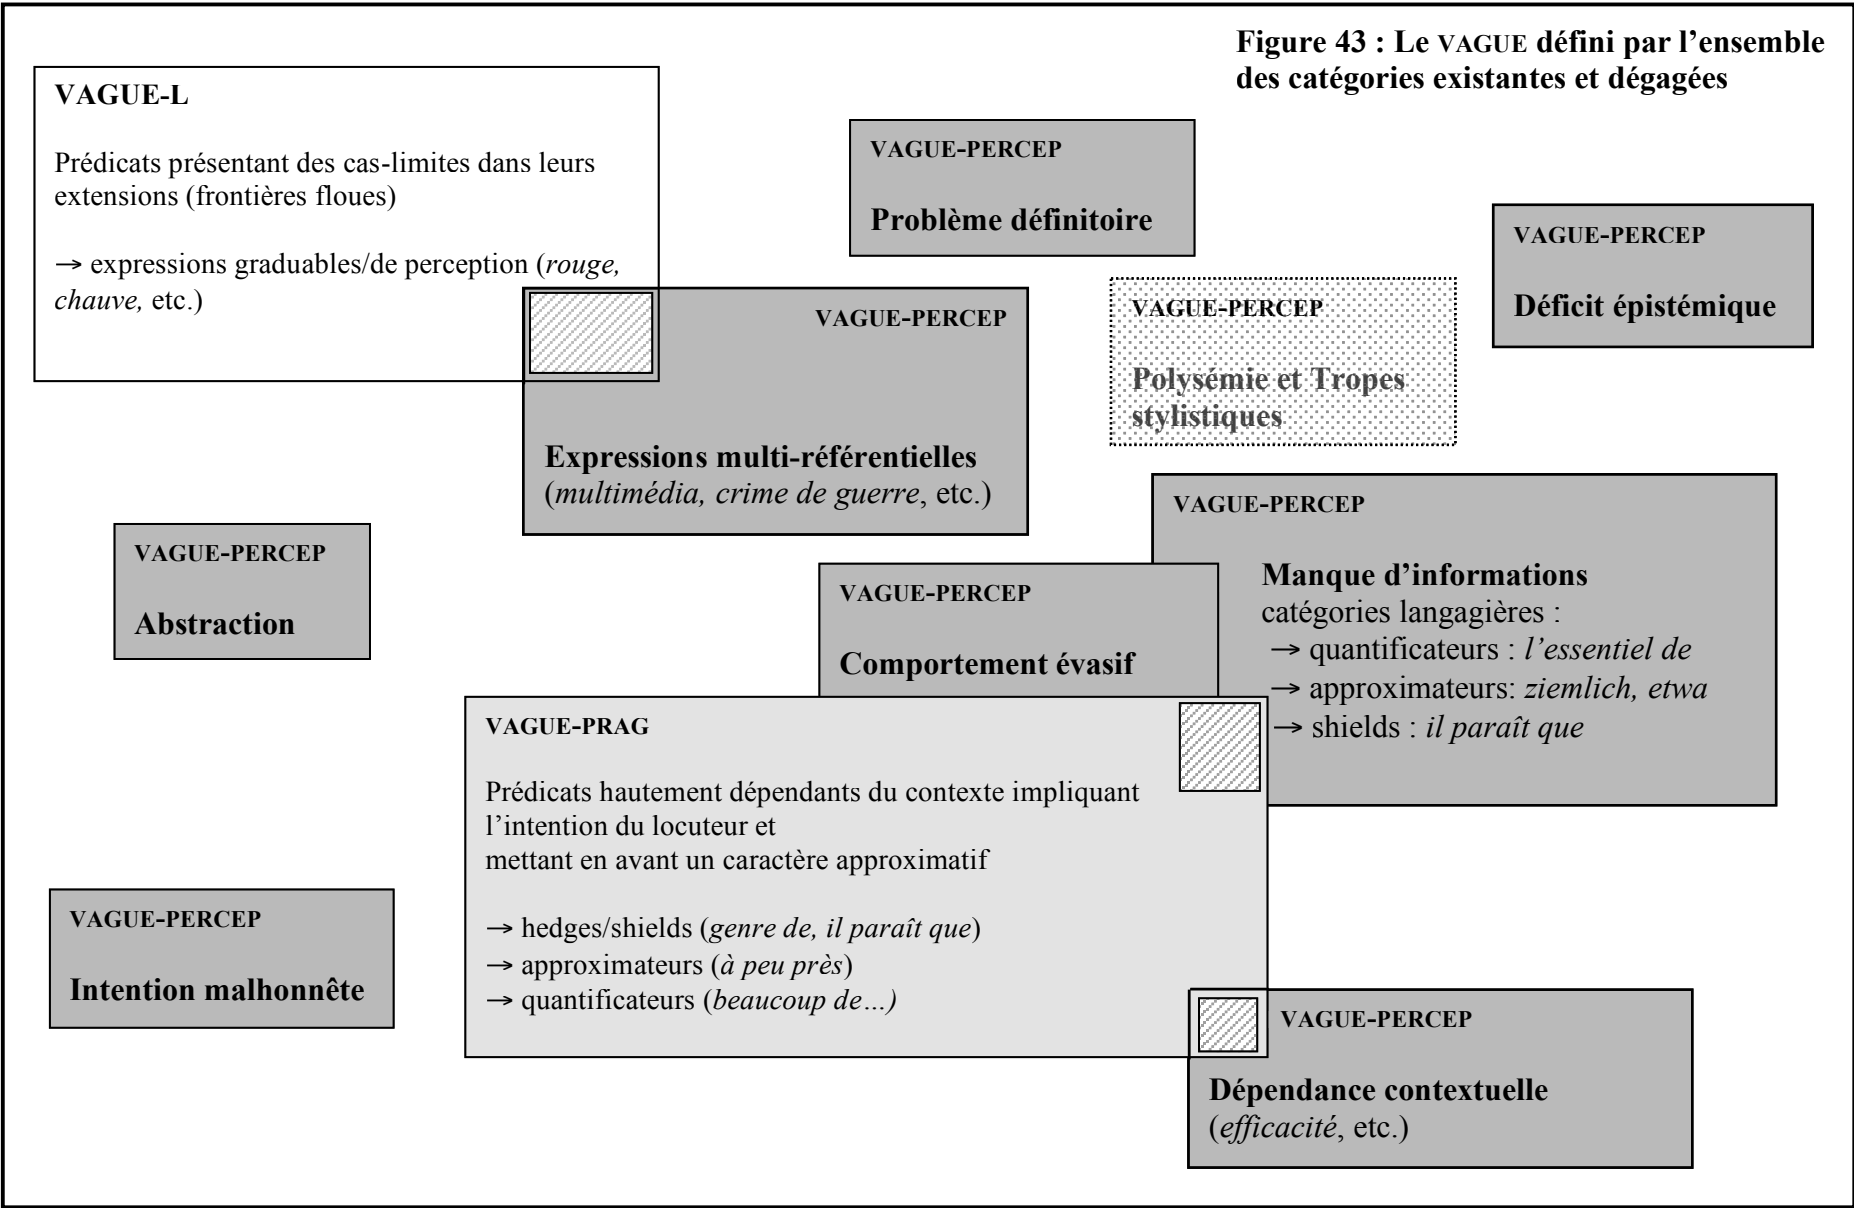 Figure 43 : Le VAGUE défini par l’ensemble
des catégories existantes et dégagées
VAGUE-L
Prédicats présentant des cas-limites dans leurs
extensions (frontières floues)
→ expressions graduables/de perception (rouge,
chauve, etc.)
VAGUE-PERCEP
Problème définitoire
VAGUE-PERCEP
Déficit épistémique
VAGUE-PERCEP
Expressions multi-référentielles
(multimédia, crime de guerre, etc.)
VAGUE-PERCEP
Polysémie et Tropes
stylistiques
VAGUE-PERCEP
Abstraction
VAGUE-PERCEP
Comportement évasif
VAGUE-PERCEP
Manque d’informations
catégories langagières :
→ quantificateurs : l’essentiel de
→ approximateurs: ziemlich, etwa
→ shields : il paraît que
VAGUE-PRAG
Prédicats hautement dépendants du contexte impliquant
l’intention du locuteur et
mettant en avant un caractère approximatif
→ hedges/shields (genre de, il paraît que)
→ approximateurs (à peu près)
→ quantificateurs (beaucoup de…)
VAGUE-PERCEP
Intention malhonnête
VAGUE-PERCEP
Dépendance contextuelle
(efficacité, etc.)